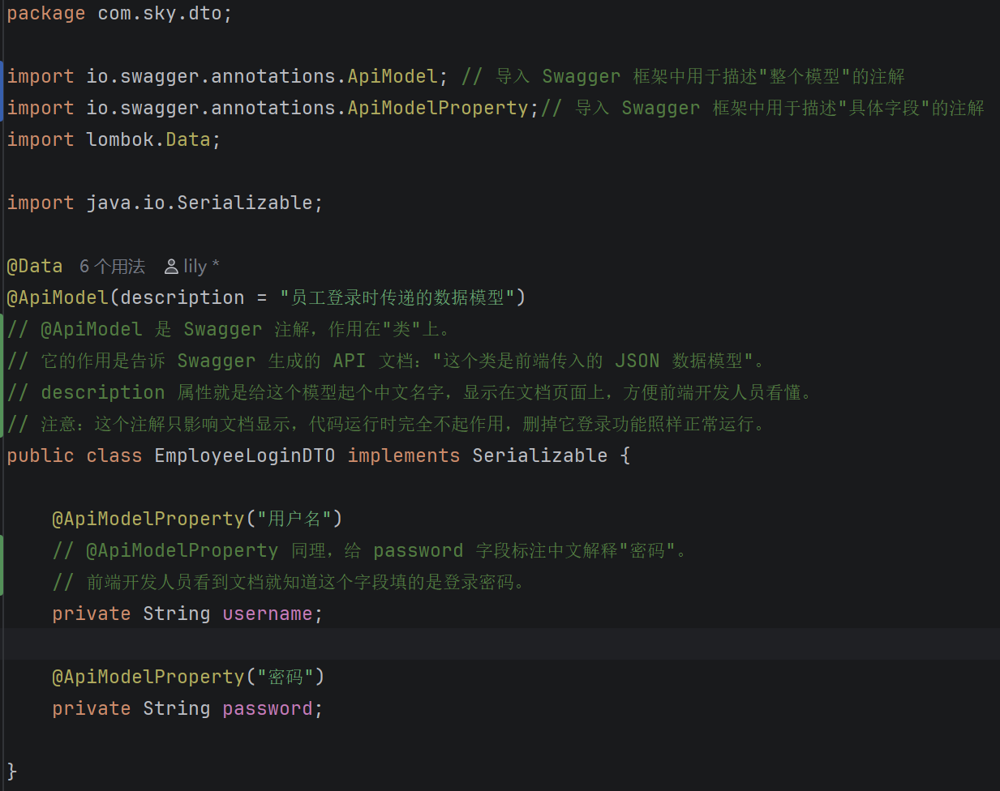 package com.sky.dto;
import io.swagger.annotations.ApiModel; // 导入 Swagger 框架中用于描述"整个模型"的注解
import io.swagger.annotations.ApiModelProperty;// 导入 Swagger 框架中用于描述"具体字段"的注解
import lombok.Data;
import java.io.Serializable;
@Data 6 个用法 lily *
@ApiModel(description = "员工登录时传递的数据模型")
// @ApiModel 是 Swagger 注解，作用在"类"上。
// 它的作用是告诉 Swagger 生成的 API 文档："这个类是前端传入的 JSON 数据模型"。
// description 属性就是给这个模型起个中文名字，显示在文档页面上，方便前端开发人员看懂。
// 注意：这个注解只影响文档显示，代码运行时完全不起作用，删掉它登录功能照样正常运行。
public class EmployeeLoginDTO implements Serializable {
@ApiModelProperty("用户名")
// @ApiModelProperty 同理，给 password 字段标注中文解释"密码"。
// 前端开发人员看到文档就知道这个字段填的是登录密码。
private String username;
@ApiModelProperty("密码")
private String password;
}